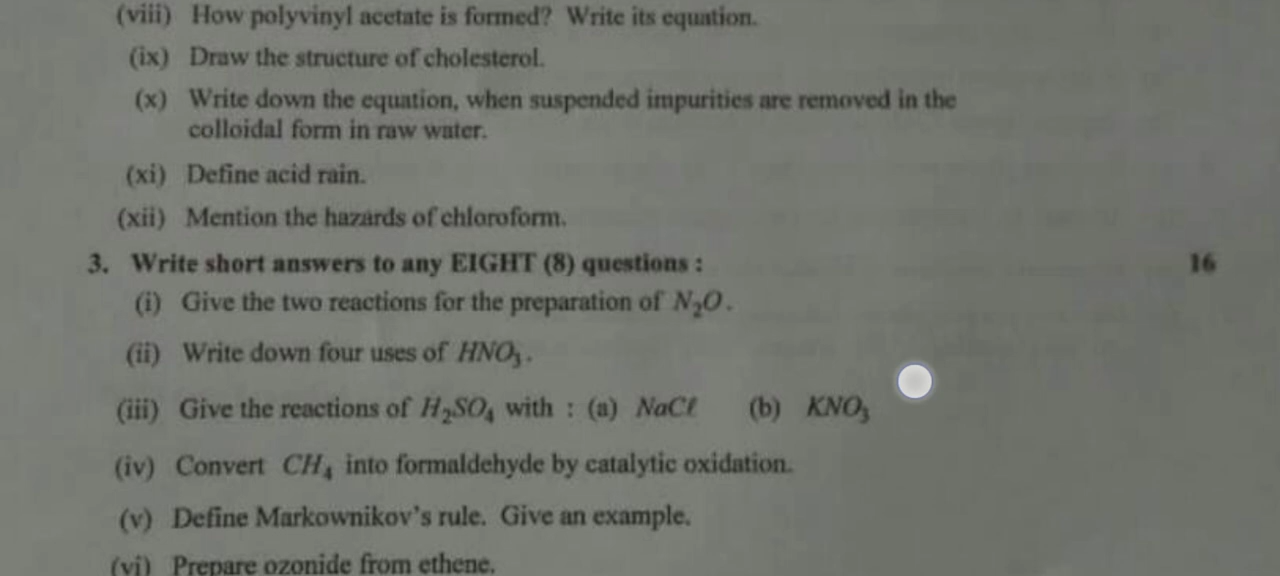 (viii) How polyvinyl acetate is formed? Write its equation.
(ix) Draw the structure of cholesterol.
(x) Write down the equation, when suspended impurities are removed in the
colloidal form in raw water.
(xi) Define acid rain.
(xii) Mention the hazards of chloroform.
3. Write short answers to any EIGHT (8) questions : 16
(i) Give the two reactions for the preparation of N₂O.
(ii) Write down four uses of HNO₃.
(iii) Give the reactions of H₂SO₄ with : (a) NaCℓ (b) KNO₃
(iv) Convert CH₄ into formaldehyde by catalytic oxidation.
(v) Define Markownikov's rule. Give an example.
(vi) Prepare ozonide from ethene.